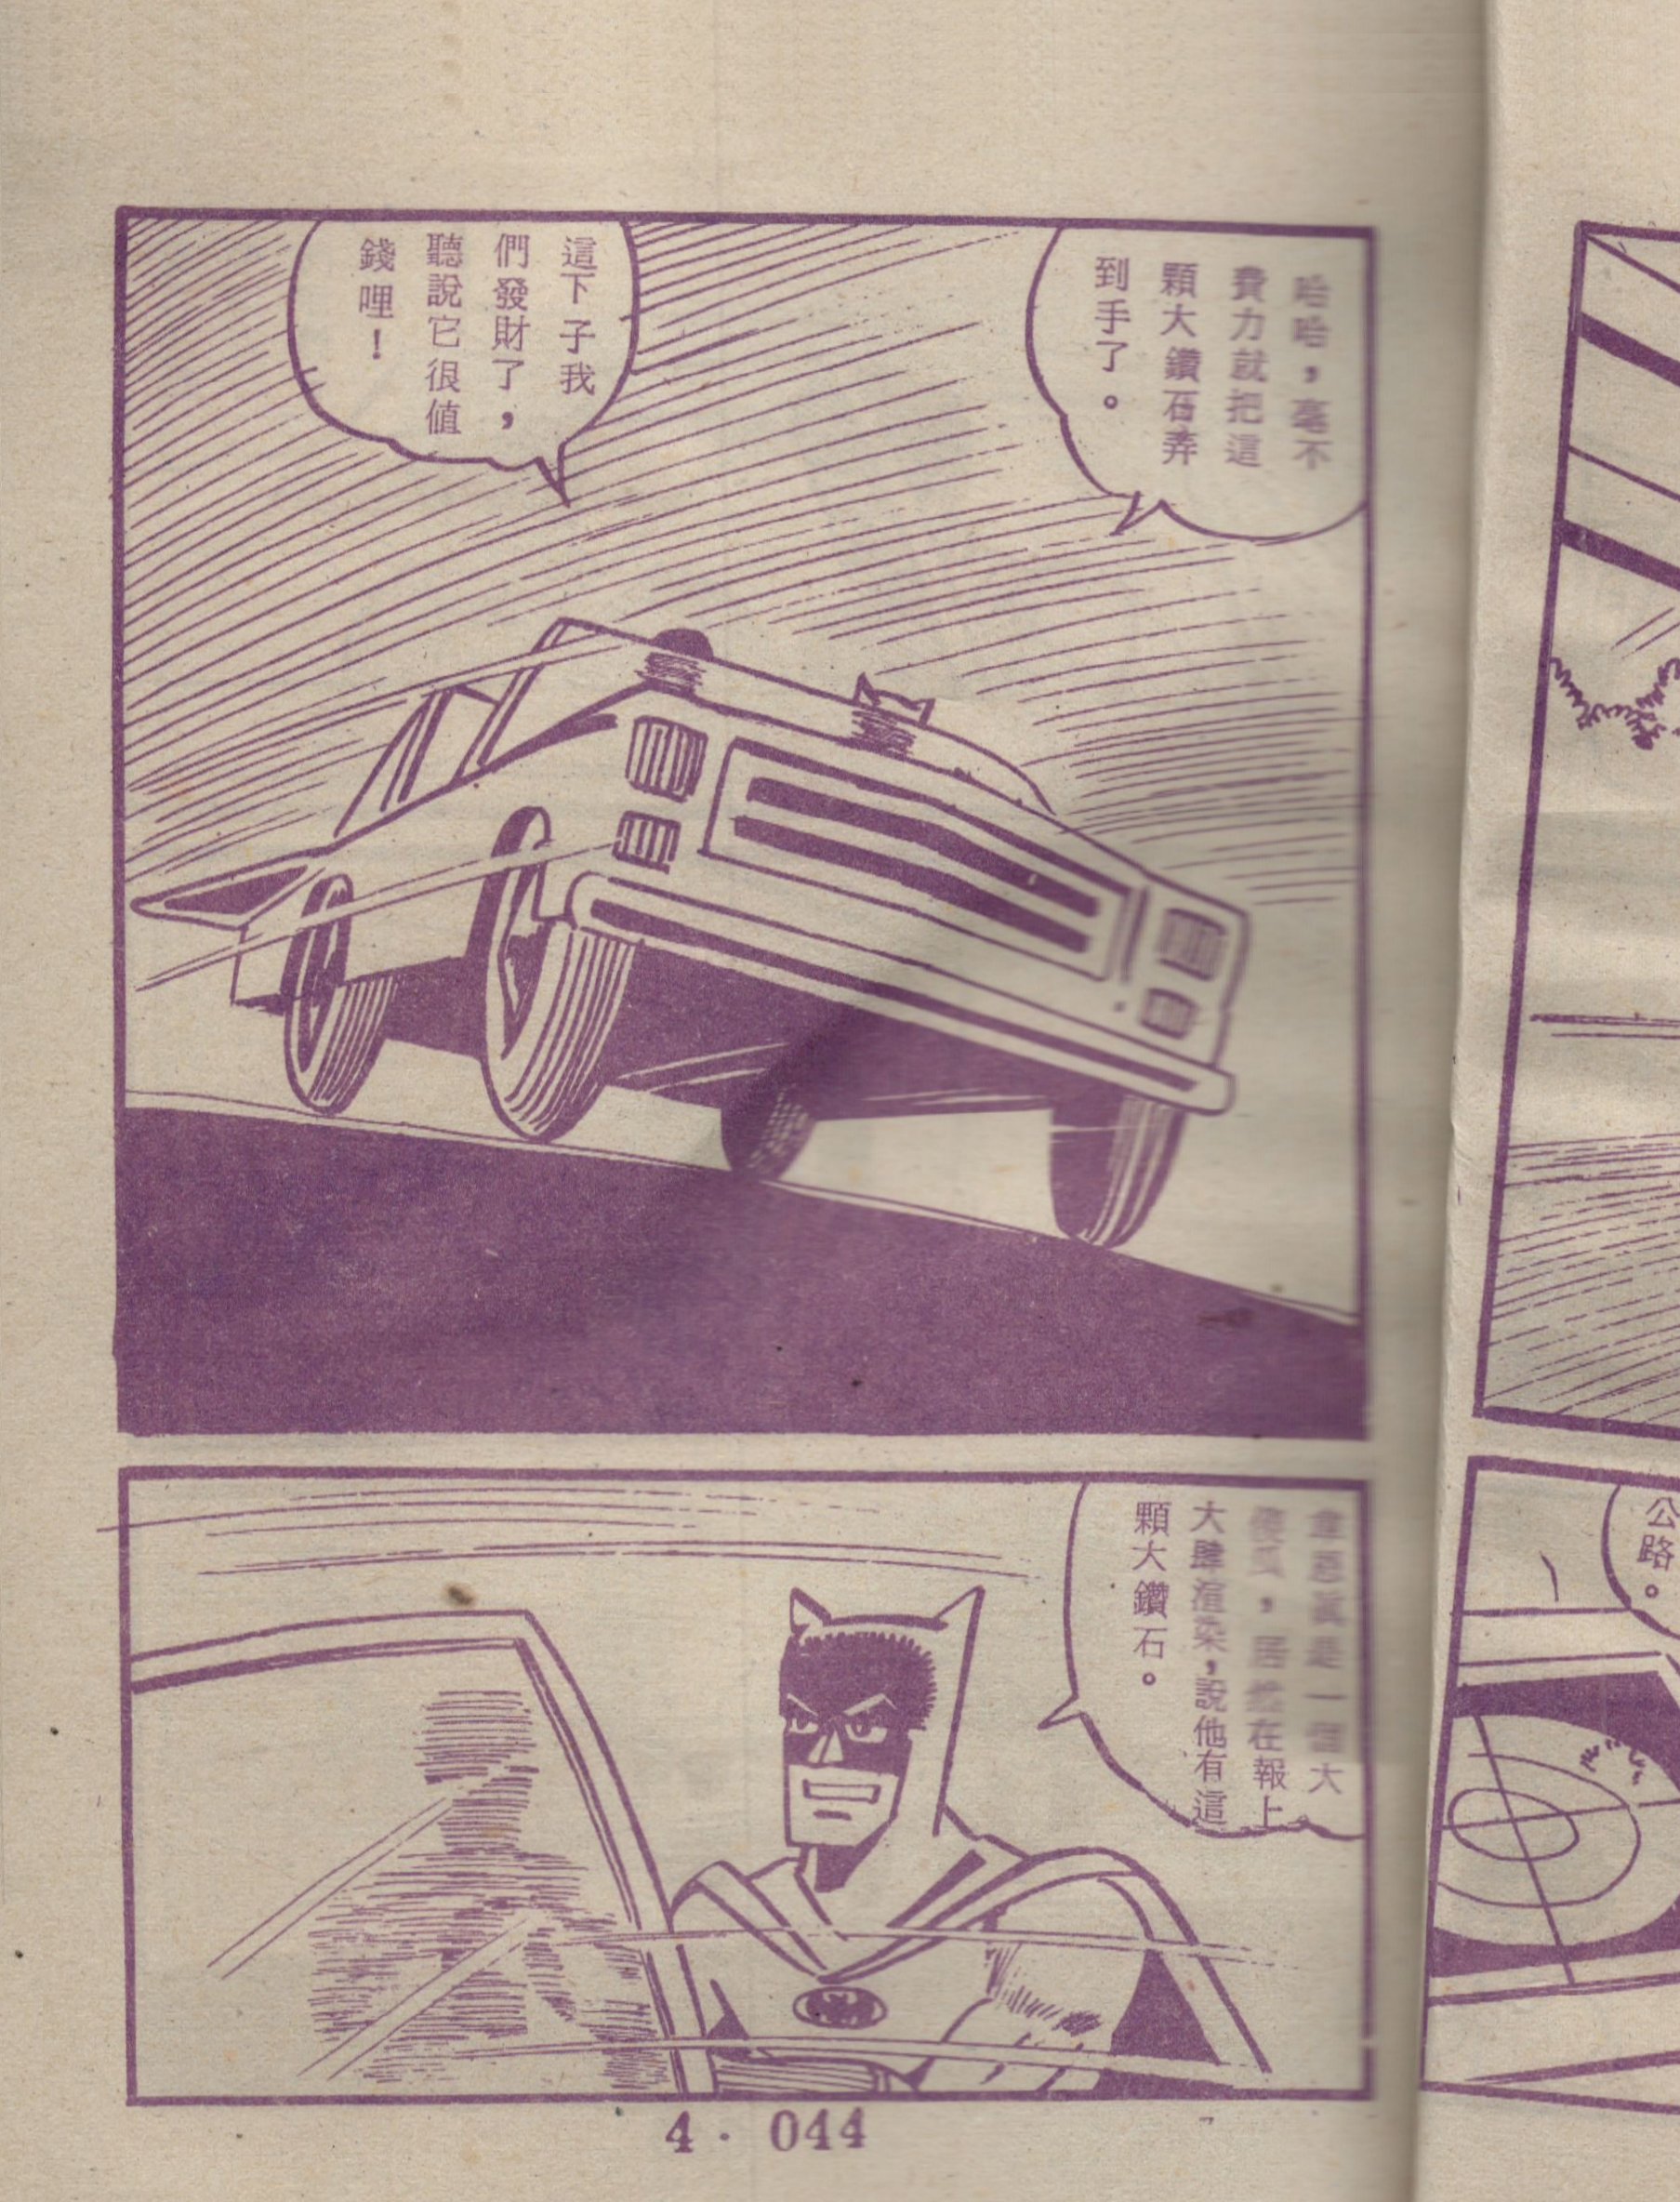 公路。
哈哈，毫不
費力就把這
顆大鑽石弄
到手了。
這下子我
們發財了，
聽說它很値
錢哩！
韋恩眞是一個大
傻瓜，居然在報上
大肆渲染，說他有這
顆大鑽石。
4・044